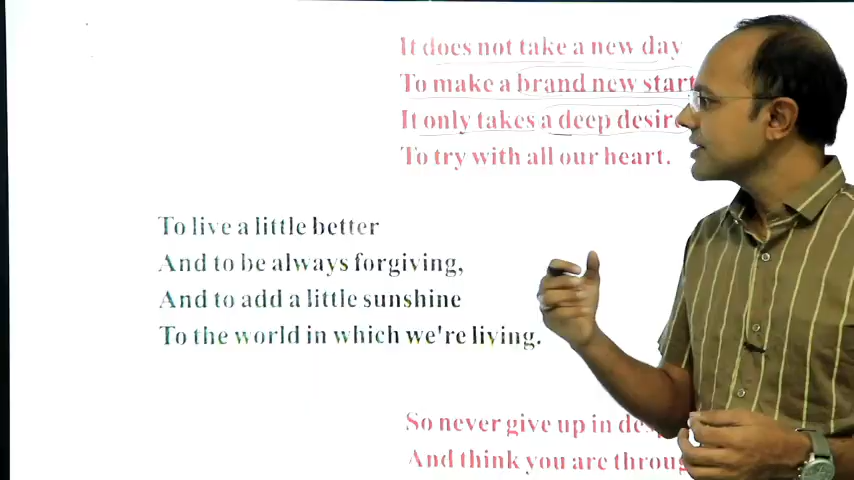 It does not take a new day
To make a brand new start
It only takes a deep desire
To try with all our heart.
To live a little better
And to be always forgiving,
And to add a little sunshine
To the world in which we're living.
So never give up in
And think you are